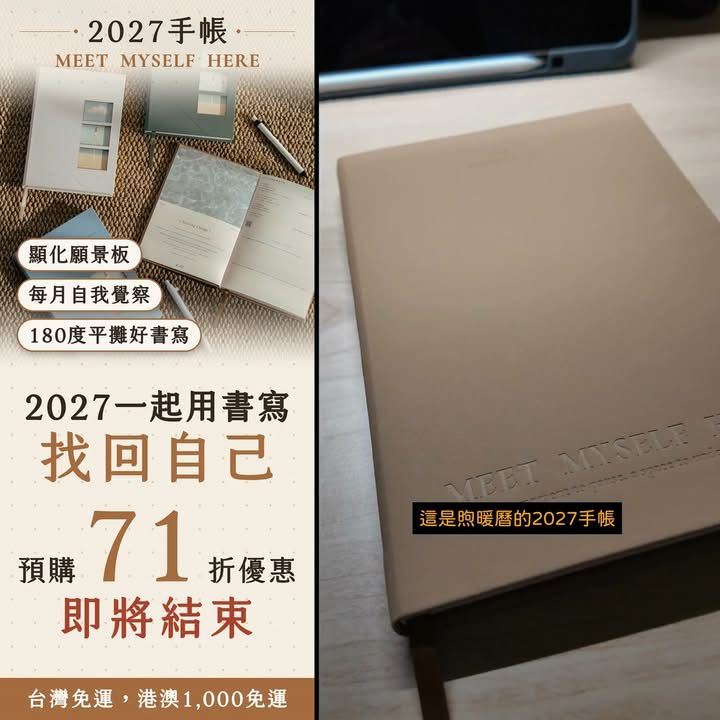 2027手帳
MEET MYSELF HERE
顯化願景板
每月自我覺察
180度平攤好書寫
2027一起用書寫
找回自己
預購71折優惠
即將結束
台灣免運，港澳1,000免運
MEET MYSELF H
這是煦暖曆的2027手帳